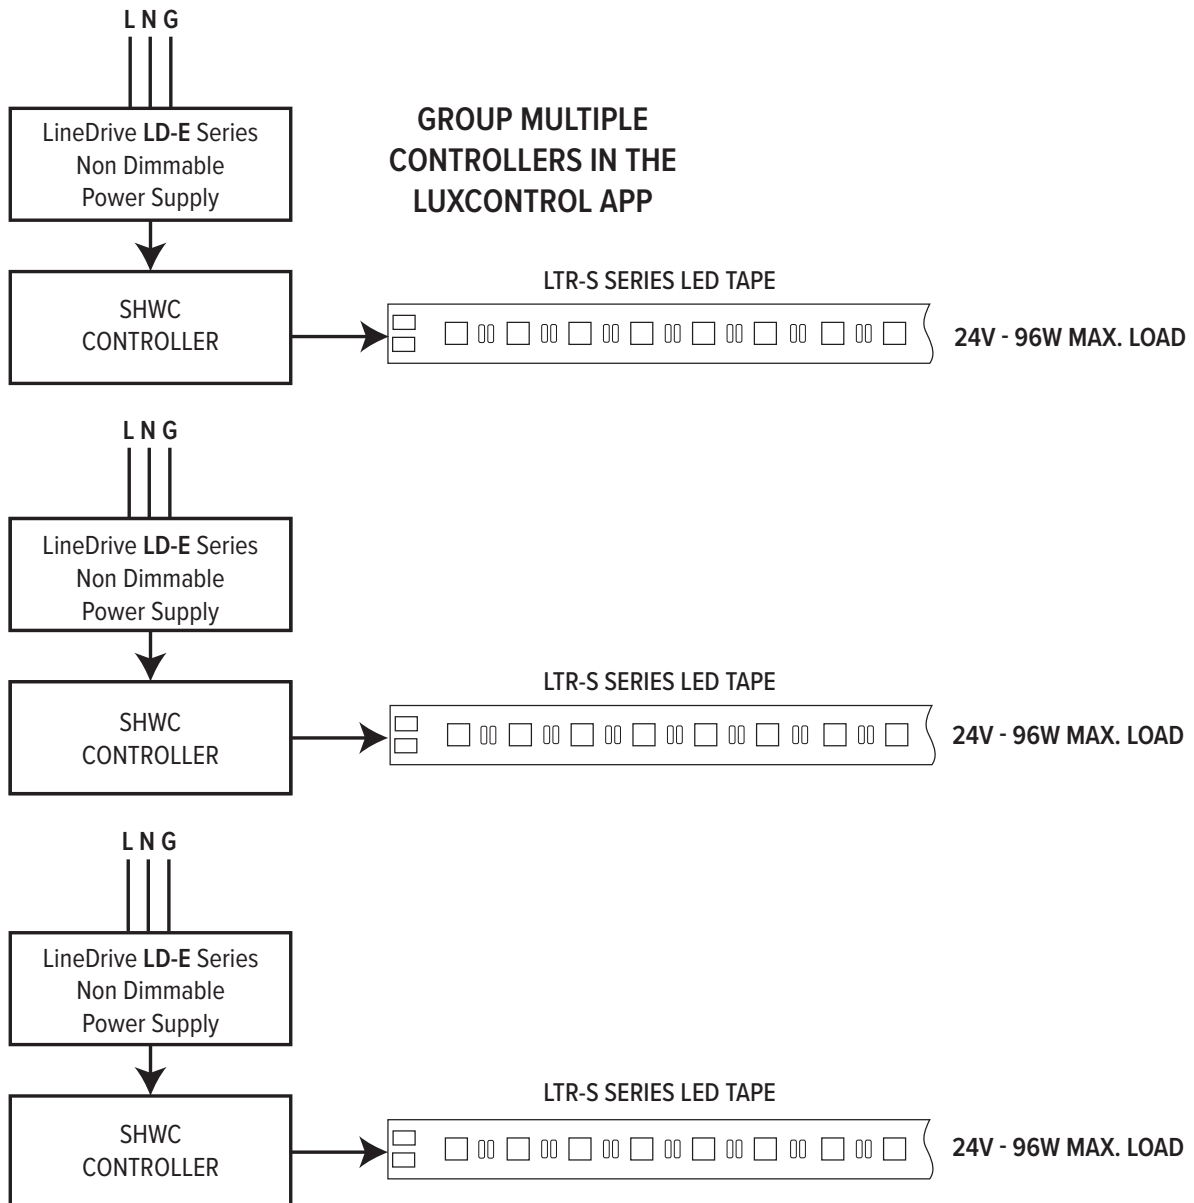 L N G
LineDrive LD-E Series
Non Dimmable
Power Supply
GROUP MULTIPLE
CONTROLLERS IN THE
LUXCONTROL APP
SHWC
CONTROLLER
LTR-S SERIES LED TAPE
24V - 96W MAX. LOAD
L N G
LineDrive LD-E Series
Non Dimmable
Power Supply
SHWC
CONTROLLER
LTR-S SERIES LED TAPE
24V - 96W MAX. LOAD
L N G
LineDrive LD-E Series
Non Dimmable
Power Supply
SHWC
CONTROLLER
LTR-S SERIES LED TAPE
24V - 96W MAX. LOAD